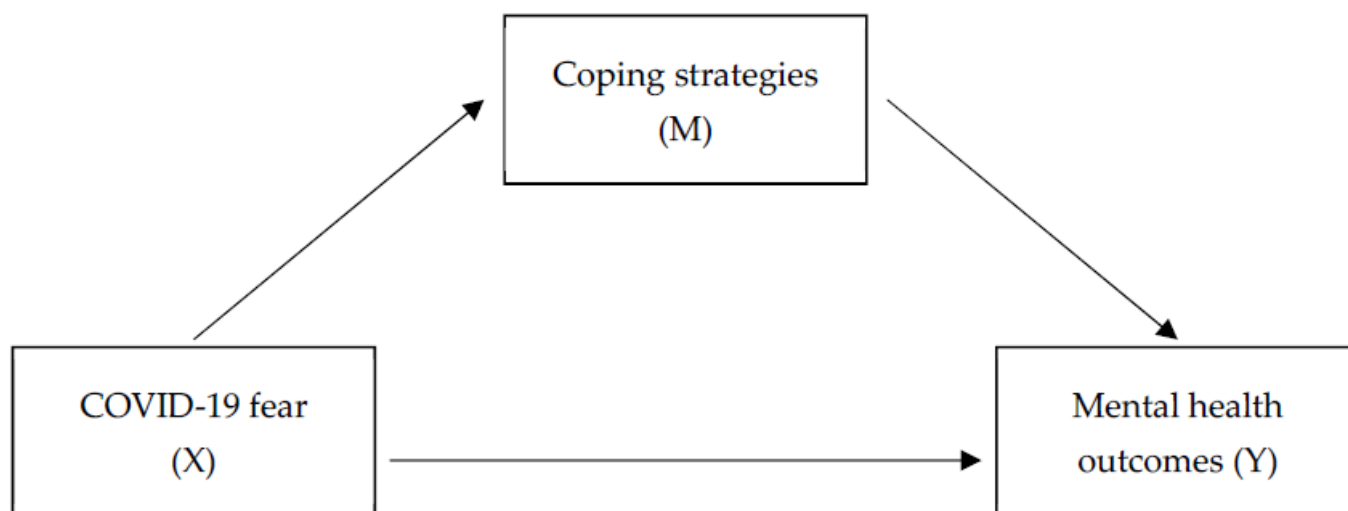 Coping strategies
(M)
COVID-19 fear
(X)
Mental health
outcomes (Y)